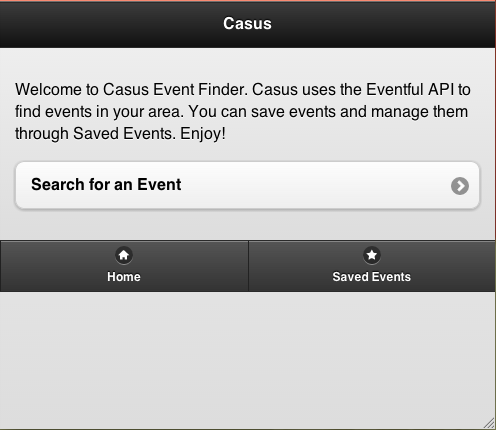 Casus
Welcome to Casus Event Finder. Casus uses the Eventful API to
find events in your area. You can save events and manage them
through Saved Events. Enjoy!
Search for an Event
Home
Saved Events